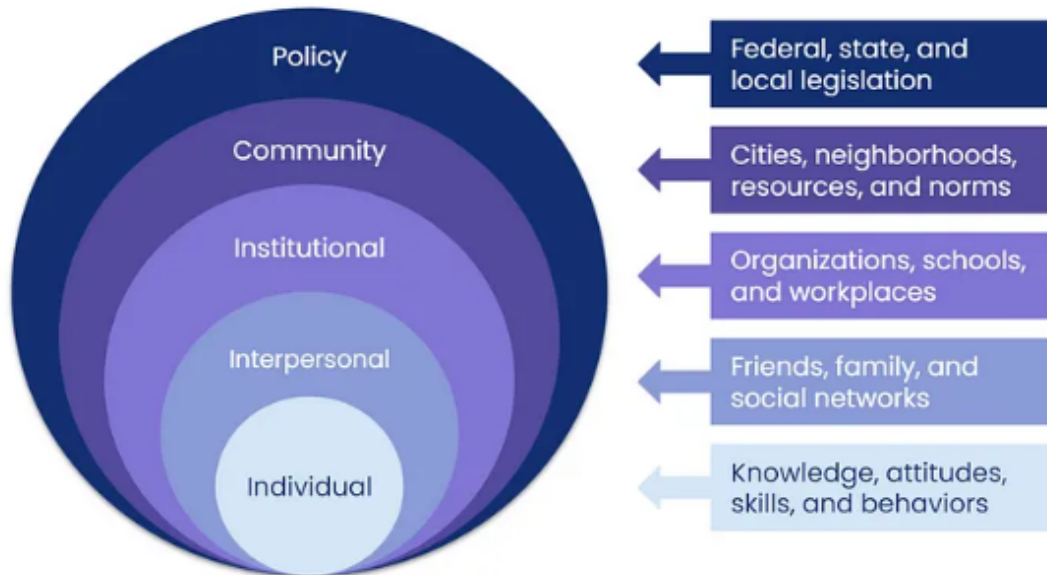 Policy
Community
Institutional
Interpersonal
Individual
Federal, state, and
local legislation
Cities, neighborhoods,
resources, and norms
Organizations, schools,
and workplaces
Friends, family, and
social networks
Knowledge, attitudes,
skills, and behaviors